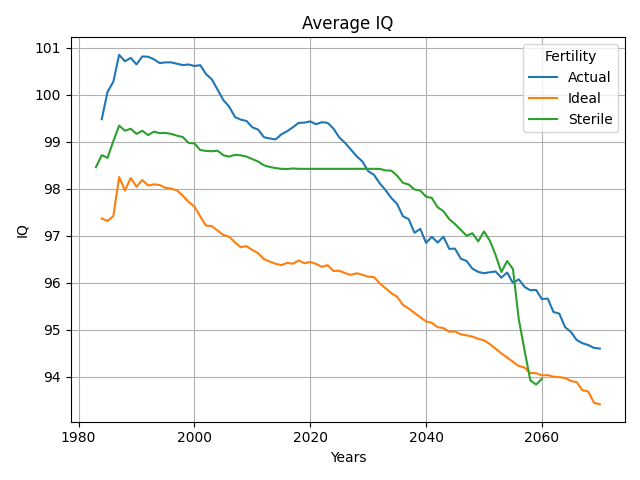 Average IQ
101
100
99
98
97
96
95
94
IQ
1980
2000
2020
2040
2060
Years
Fertility
Actual
Ideal
Sterile